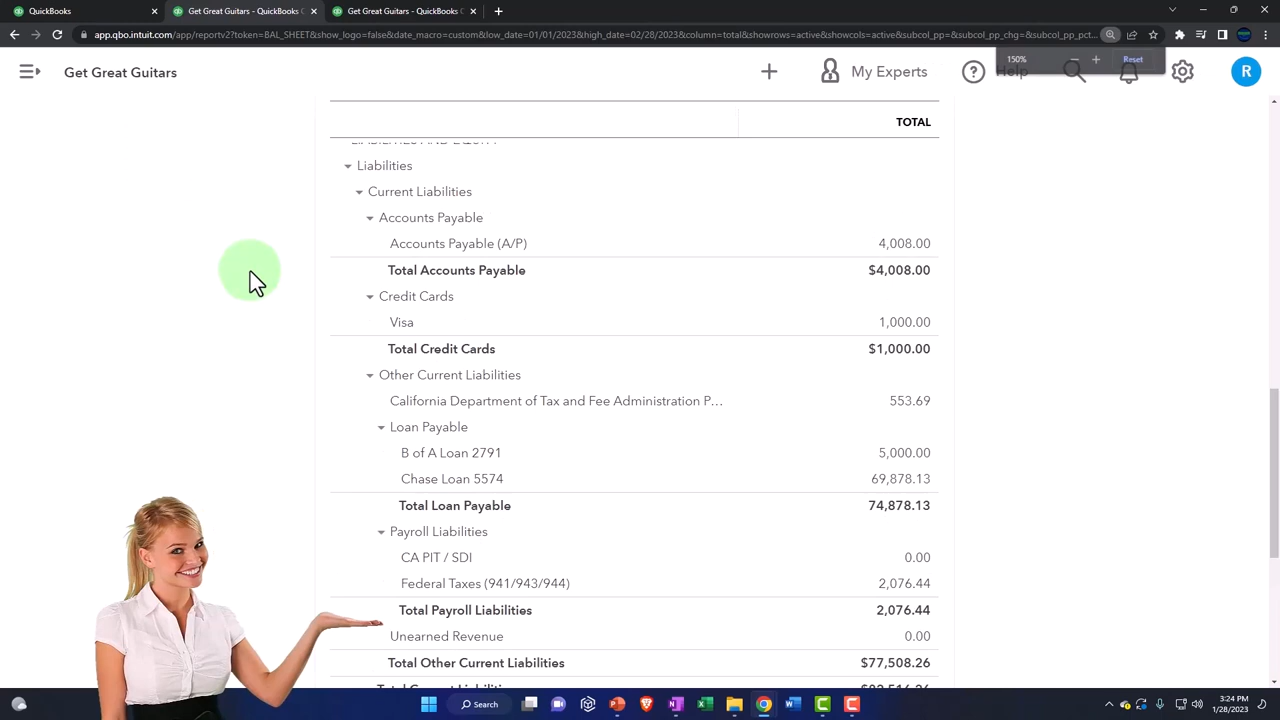 QuickBooks
Get Great Guitars - QuickBooks C
Get Great Guitars - QuickBooks C
app.qbo.intuit.com/app/reportv2?token=BAL_SHEET&show_logo=false&date_macro=custom&low_date=01/01/2023&high_date=02/28/2023&column=total&showrows=active&showcols=active&subcol_pp=&subcol_pp_chg=&subcol_pp_pct...
150%
Reset
Get Great Guitars
My Experts
Help
R
TOTAL
LIABILITIES AND EQUITY
Liabilities
Current Liabilities
Accounts Payable
Accounts Payable (A/P) 4,008.00
Total Accounts Payable $4,008.00
Credit Cards
Visa 1,000.00
Total Credit Cards $1,000.00
Other Current Liabilities
California Department of Tax and Fee Administration P... 553.69
Loan Payable
B of A Loan 2791 5,000.00
Chase Loan 5574 69,878.13
Total Loan Payable 74,878.13
Payroll Liabilities
CA PIT / SDI 0.00
Federal Taxes (941/943/944) 2,076.44
Total Payroll Liabilities 2,076.44
Unearned Revenue 0.00
Total Other Current Liabilities $77,508.26
Search
3:24 PM
1/28/2023